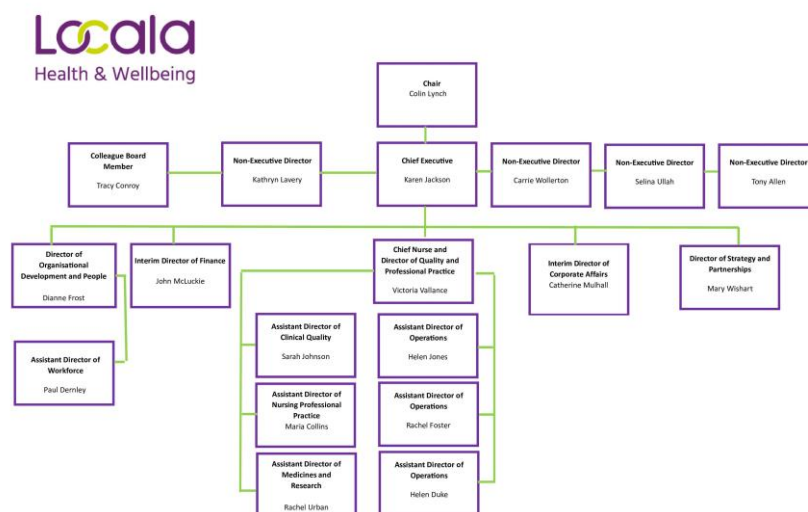 Locala
Health & Wellbeing
Chair
Colin Lynch
Colleague Board
Member
Tracy Conroy
Non-Executive Director
Kathryn Lavery
Chief Executive
Karen Jackson
Non-Executive Director
Carrie Wollerton
Non-Executive Director
Selina Ullah
Non-Executive Director
Tony Allen
Director of
Organisational
Development and People
Dianne Frost
Interim Director of Finance
John McLuckie
Chief Nurse and
Director of Quality and
Professional Practice
Victoria Vallance
Interim Director of
Corporate Affairs
Catherine Mulhall
Director of Strategy and
Partnerships
Mary Wishart
Assistant Director of
Workforce
Paul Dernley
Assistant Director of
Clinical Quality
Sarah Johnson
Assistant Director of
Operations
Helen Jones
Assistant Director of
Nursing Professional
Practice
Maria Collins
Assistant Director of
Operations
Rachel Foster
Assistant Director of
Medicines and
Research
Rachel Urban
Assistant Director of
Operations
Helen Duke